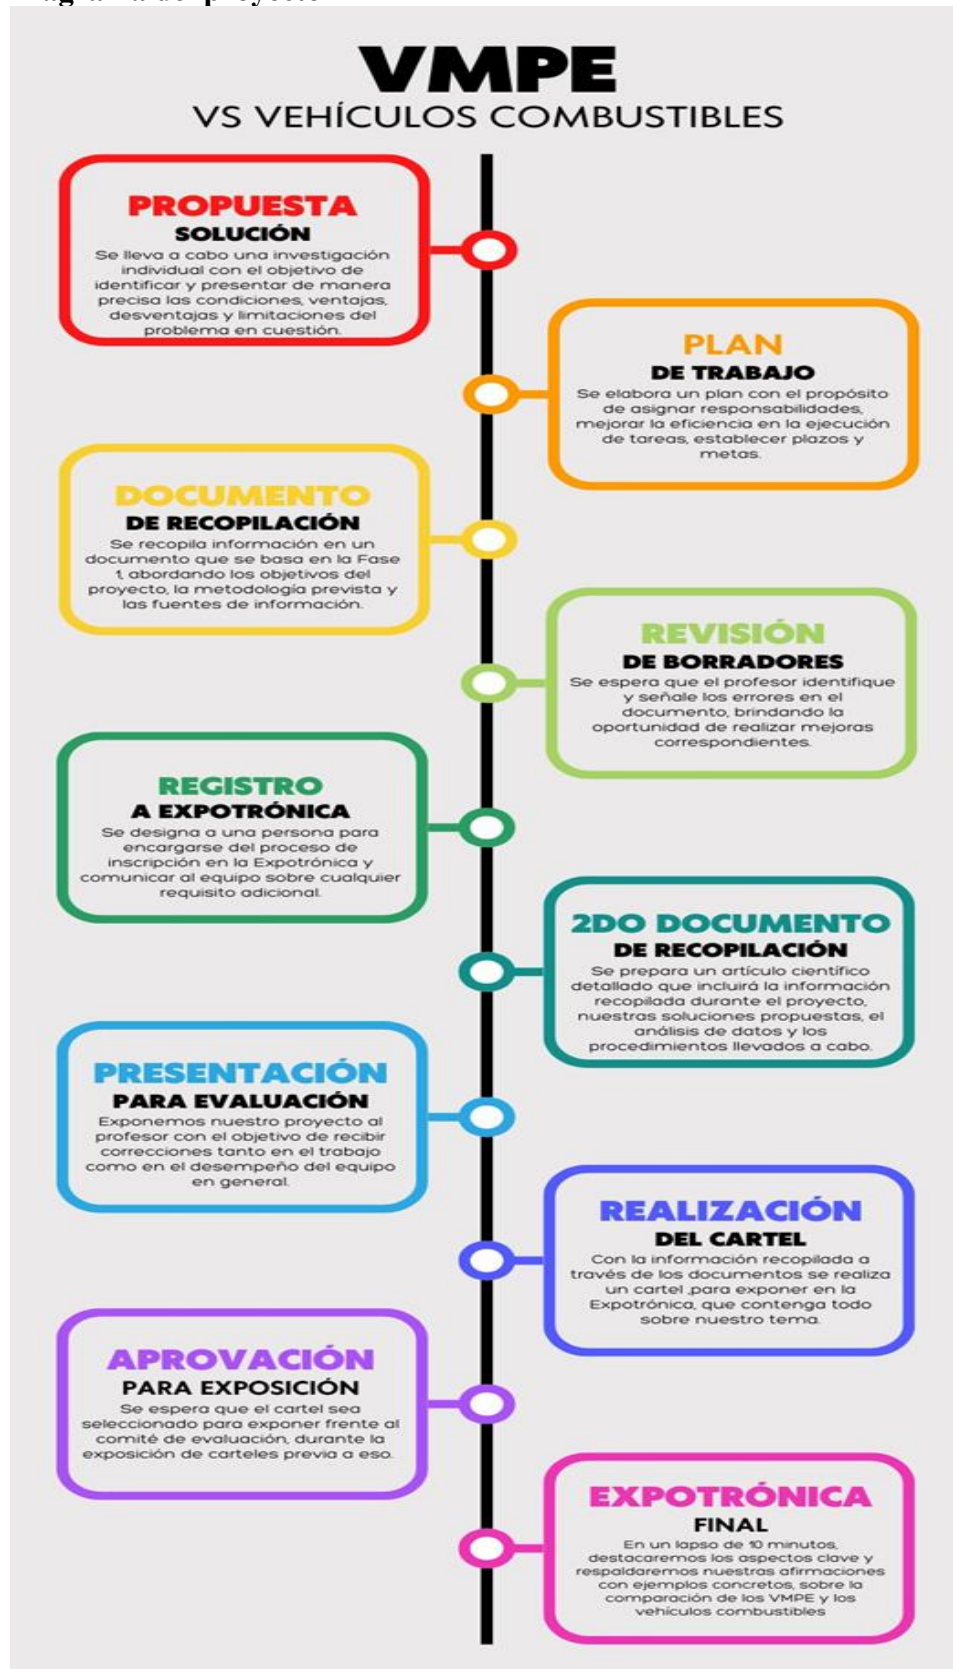 VMPE
VS VEHÍCULOS COMBUSTIBLES
PROPUESTA
SOLUCIÓN
Se lleva a cabo una investigación
individual con el objetivo de
identificar y presentar de manera
precisa las condiciones, ventajas,
desventajas y limitaciones del
problema en cuestión.
PLAN
DE TRABAJO
Se elabora un plan con el propósito
de asignar responsabilidades,
mejorar la eficiencia en la ejecución
de tareas, establecer plazos y
metas.
DOCUMENTO
DE RECOPILACIÓN
Se recopila información en un
documento que se basa en la Fase
1, abordando los objetivos del
proyecto, la metodología prevista y
las fuentes de información.
REVISIÓN
DE BORRADORES
Se espera que el profesor identifique
y señale los errores en el
documento, brindando la
oportunidad de realizar mejoras
correspondientes.
REGISTRO
A EXPOTRÓNICA
Se designa a una persona para
encargarse del proceso de
inscripción en la Expotrónica y
comunicar al equipo sobre cualquier
requisito adicional.
2DO DOCUMENTO
DE RECOPILACIÓN
Se prepara un artículo científico
detallado que incluirá la información
recopilada durante el proyecto,
nuestras soluciones propuestas, el
análisis de datos y los
procedimientos llevados a cabo.
PRESENTACIÓN
PARA EVALUACIÓN
Exponemos nuestro proyecto al
profesor con el objetivo de recibir
correcciones tanto en el trabajo
como en el desempeño del equipo
en general.
REALIZACIÓN
DEL CARTEL
Con la información recopilada a
través de los documentos se realiza
un cartel ,para exponer en la
Expotrónica, que contenga todo
sobre nuestro tema.
APROVACIÓN
PARA EXPOSICIÓN
Se espera que el cartel sea
seleccionado para exponer frente al
comité de evaluación, durante la
exposición de carteles previa a eso.
EXPOTRÓNICA
FINAL
En un lapso de 10 minutos,
destacaremos los aspectos clave y
respaldaremos nuestras afirmaciones
con ejemplos concretos, sobre la
comparación de los VMPE y los
vehículos combustibles